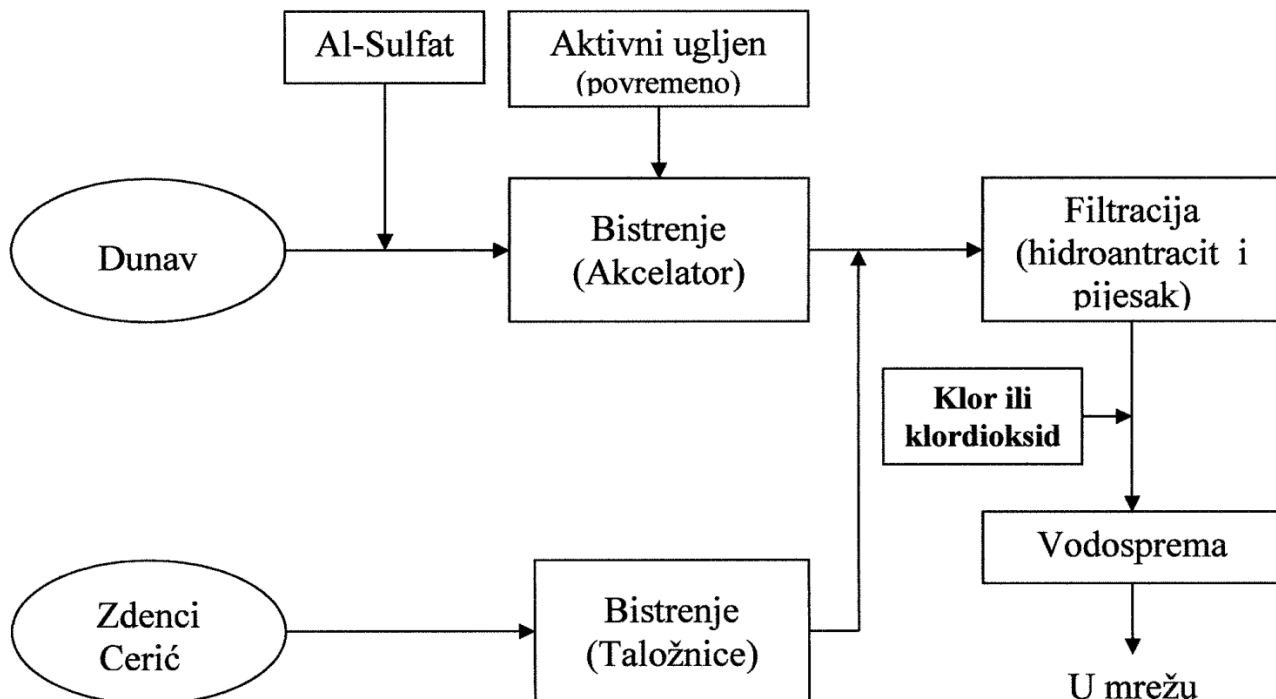 Al-Sulfat
Aktivni ugljen
(povremeno)
Dunav
Bistrenje
(Akcelator)
Filtracija
(hidroantracit i
pijesak)
Klor ili
klordioksid
Vodosprema
Zdenci
Cerić
Bistrenje
(Taložnice)
U mrežu